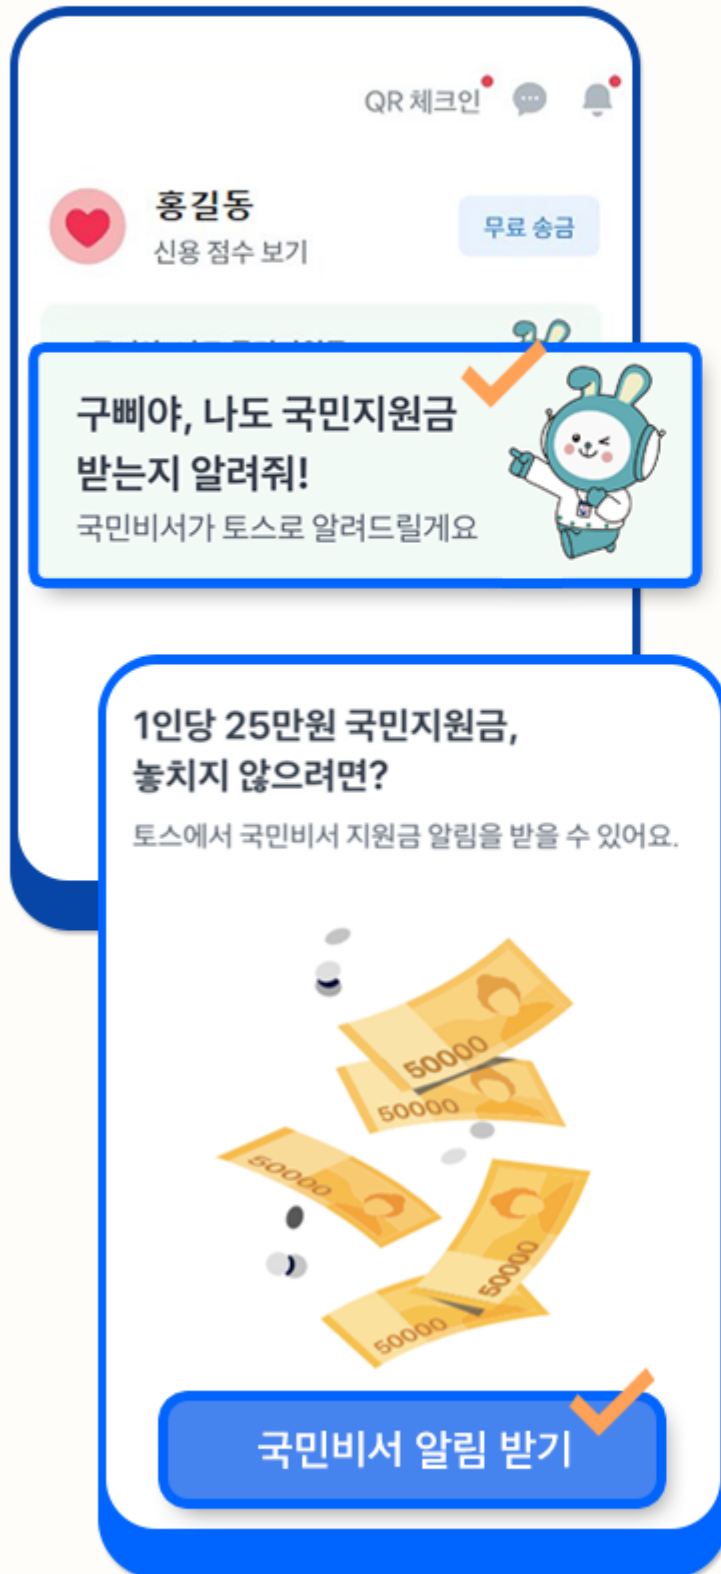 QR 체크인
홍길동
신용 점수 보기
무료 송금
구삐야, 나도 국민지원금
받는지 알려줘!
국민비서가 토스로 알려드릴게요
1인당 25만원 국민지원금,
놓치지 않으려면?
토스에서 국민비서 지원금 알림을 받을 수 있어요.
50000
50000
50000
50000
50000
국민비서 알림 받기